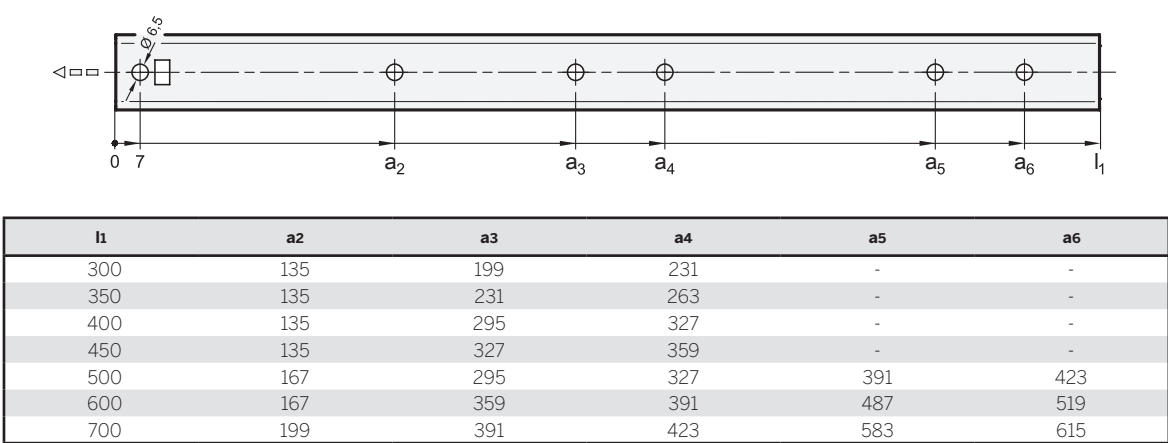 Ø 6,5
0 7 a2 a3 a4 a5 a6 l1
l1 a2 a3 a4 a5 a6
300 135 199 231 - -
350 135 231 263 - -
400 135 295 327 - -
450 135 327 359 - -
500 167 295 327 391 423
600 167 359 391 487 519
700 199 391 423 583 615